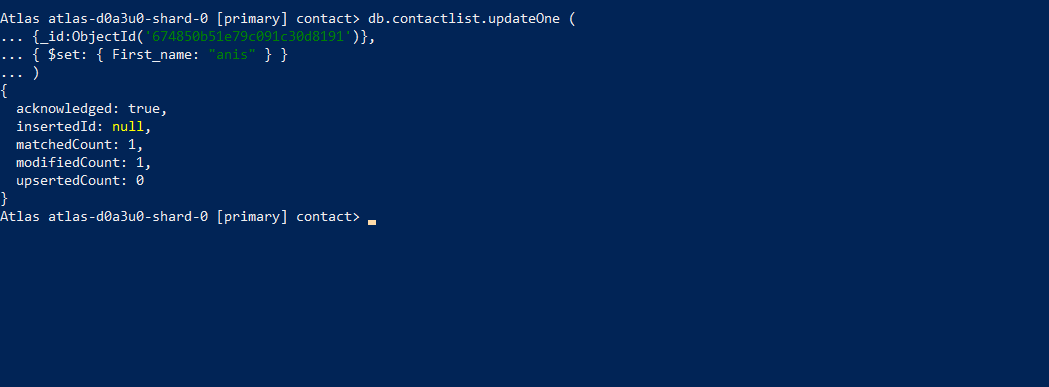 Atlas atlas-d0a3u0-shard-0 [primary] contact> db.contactlist.updateOne (
... {_id:ObjectId('674850b51e79c091c30d8191')},
... { $set: { First_name: "anis" } }
... )
{
  acknowledged: true,
  insertedId: null,
  matchedCount: 1,
  modifiedCount: 1,
  upsertedCount: 0
}
Atlas atlas-d0a3u0-shard-0 [primary] contact>